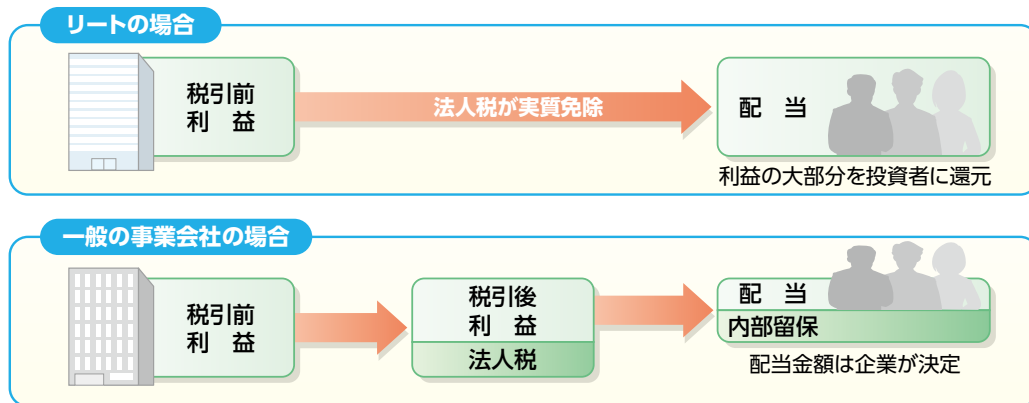 リートの場合
税引前
利 益
法人税が実質免除
配 当
利益の大部分を投資者に還元
一般の事業会社の場合
税引前
利 益
税引後
利 益
法人税
配 当
内部留保
配当金額は企業が決定